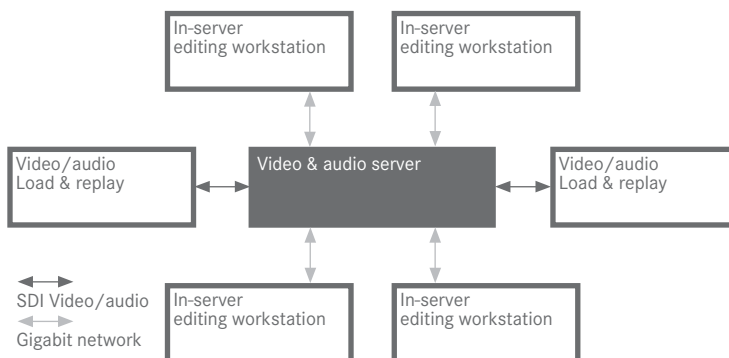 In-server
editing workstation
In-server
editing workstation
Video/audio
Load & replay
Video & audio server
Video/audio
Load & replay
SDI Video/audio
Gigabit network
In-server
editing workstation
In-server
editing workstation